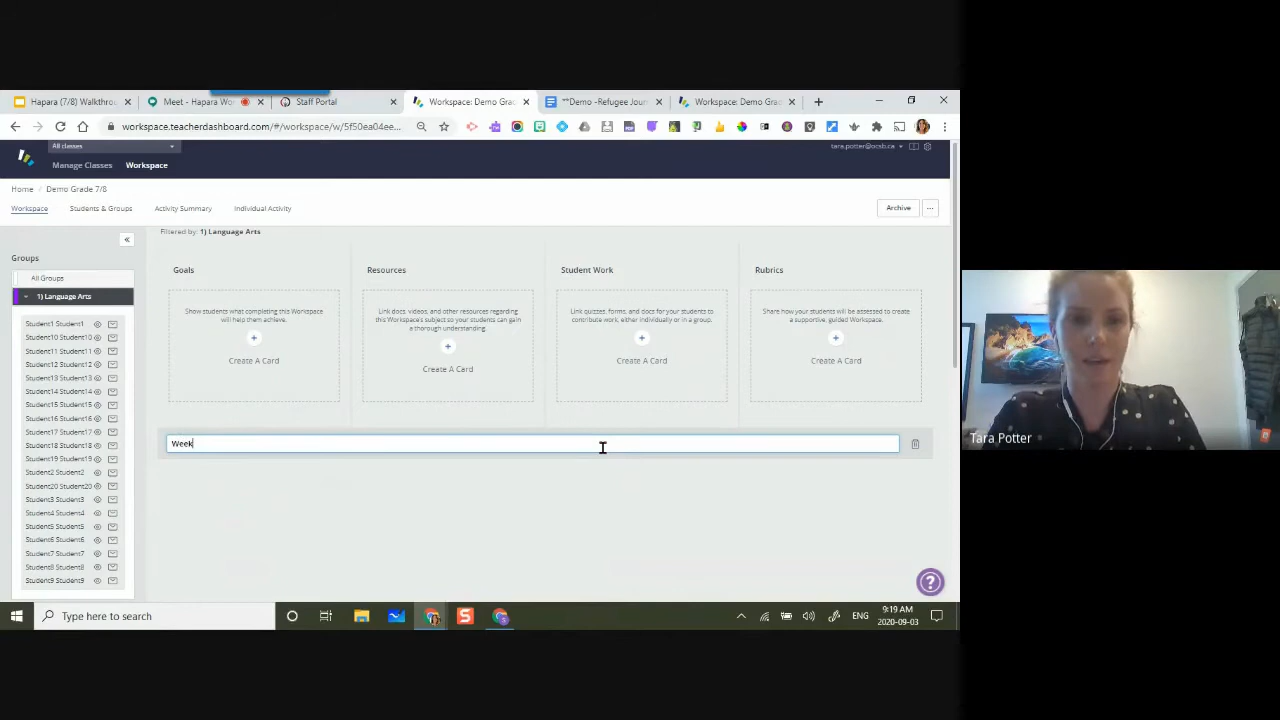 Hapara (7/8) Walkthrou
Meet - Hapara Wo
Staff Portal
Workspace: Demo Grad
**Demo -Refugee Jour
Workspace: Demo Grad
workspace.teacherdashboard.com/#/workspace/w/5f50ea04ee...
All classes
tara.potter@ocsb.ca
Manage Classes
Workspace
Home / Demo Grade 7/8
Workspace
Students & Groups
Activity Summary
Individual Activity
Archive
...
Filtered by: 1) Language Arts
Groups
All Groups
1) Language Arts
Student1 Student1
Student10 Student10
Student11 Student11
Student12 Student12
Student13 Student13
Student14 Student14
Student15 Student15
Student16 Student16
Student17 Student17
Student18 Student18
Student19 Student19
Student2 Student2
Student20 Student20
Student3 Student3
Student4 Student4
Student5 Student5
Student6 Student6
Student7 Student7
Student8 Student8
Student9 Student9
Goals
Show students what completing this Workspace
will help them achieve.
Create A Card
Resources
Link docs, videos, and other resources regarding
this Workspace's subject so your students can gain
a thorough understanding.
Create A Card
Student Work
Link quizzes, forms, and docs for your students to
contribute work, either individually or in a group.
Create A Card
Rubrics
Share how your students will be assessed to create
a supportive, guided Workspace.
Create A Card
Week
Tara Potter
Type here to search
ENG
9:19 AM
2020-09-03